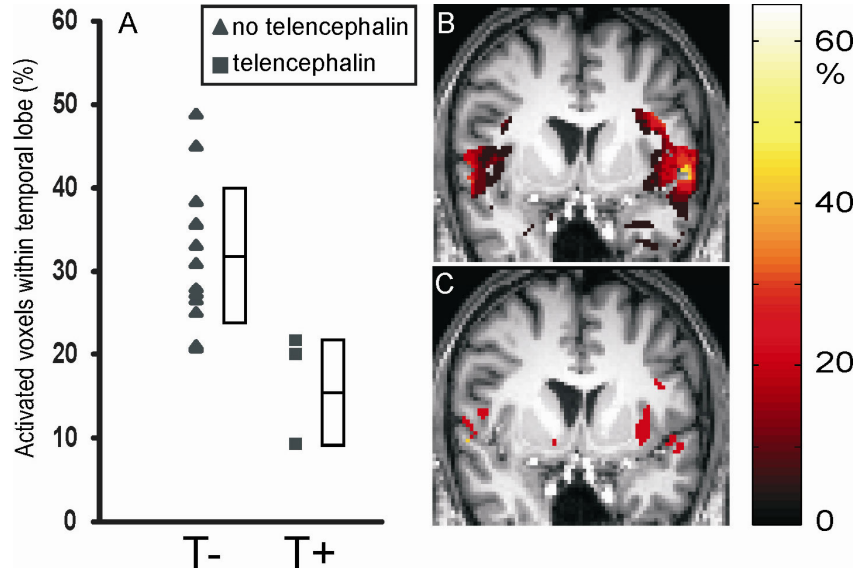 A
no telencephalin
telencephalin
Activated voxels within temporal lobe (%)
60
50
40
30
20
10
0
T-
T+
B
C
60
%
40
20
0